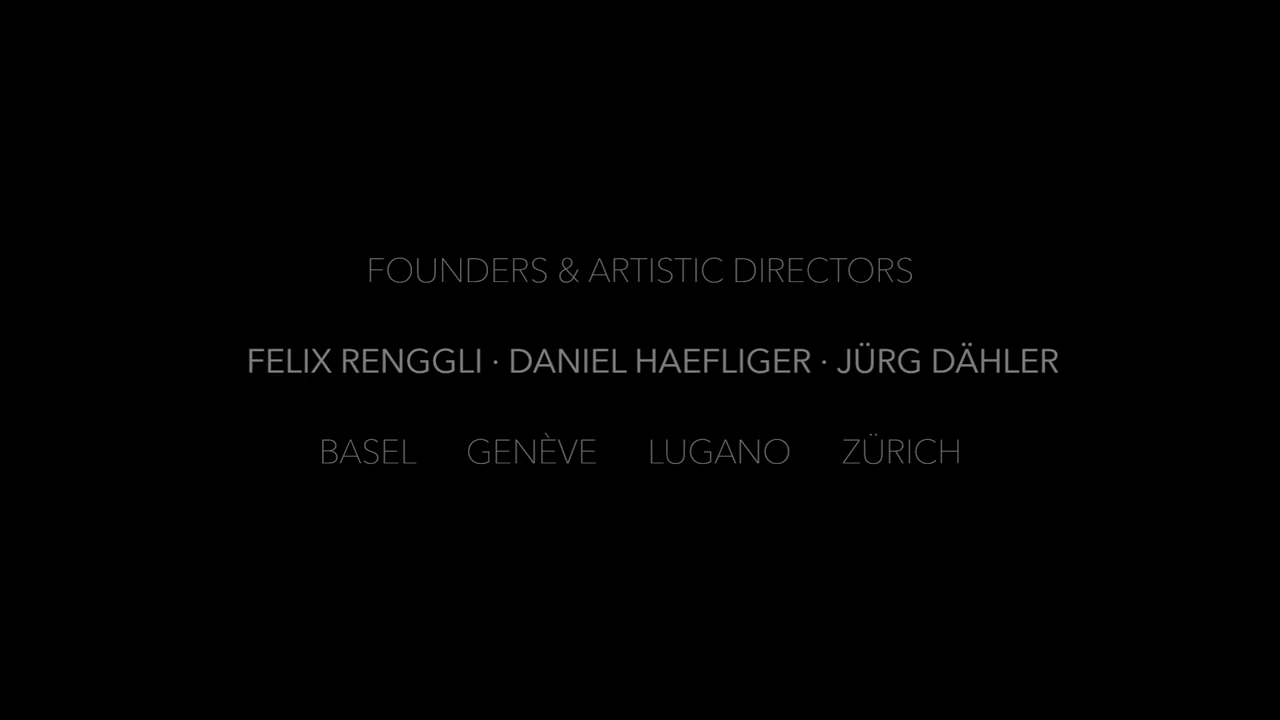 FOUNDERS & ARTISTIC DIRECTORS
FELIX RENGGLI · DANIEL HAEFLIGER · JÜRG DÄHLER
BASEL GENÈVE LUGANO ZÜRICH